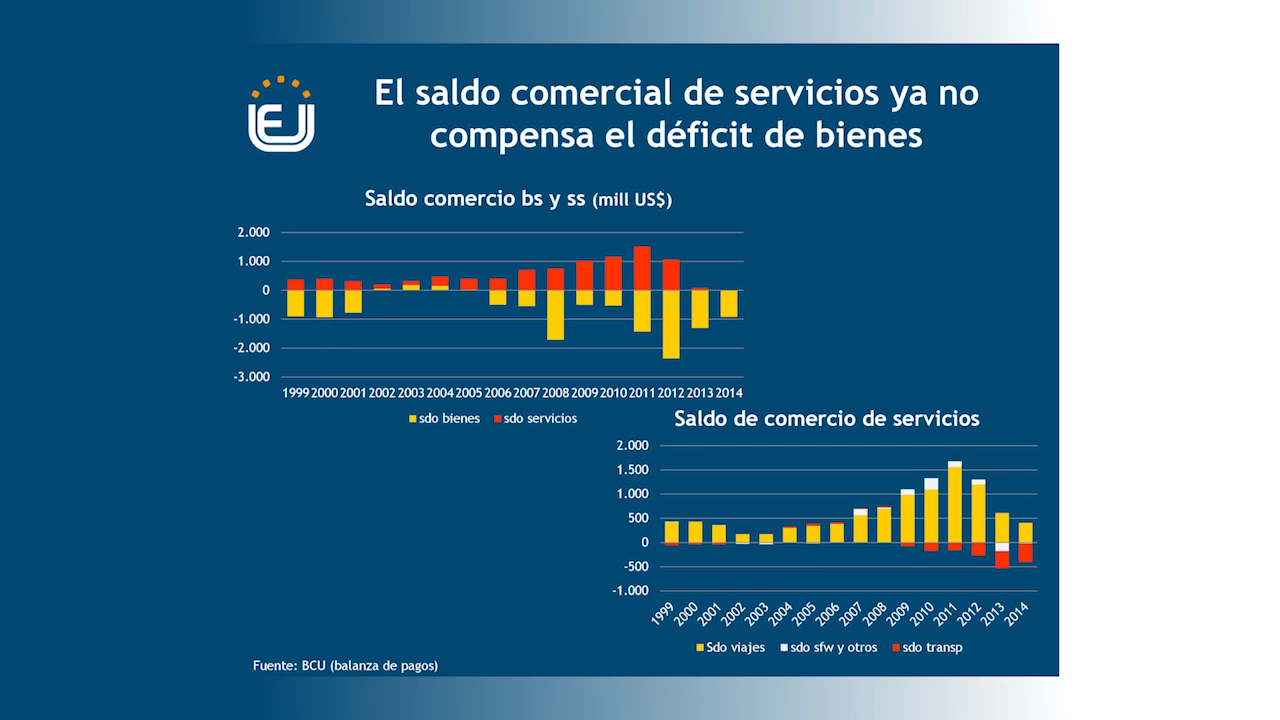 El saldo comercial de servicios ya no
compensa el déficit de bienes
Saldo comercio bs y ss (mill US$)
2.000
1.000
0
-1.000
-2.000
-3.000
1999 2000 2001 2002 2003 2004 2005 2006 2007 2008 2009 2010 2011 2012 2013 2014
sdo bienes sdo servicios
Saldo de comercio de servicios
2.000
1.500
1.000
500
0
-500
-1.000
1999 2000 2001 2002 2003 2004 2005 2006 2007 2008 2009 2010 2011 2012 2013 2014
Sdo viajes sdo sfw y otros sdo transp
Fuente: BCU (balanza de pagos)